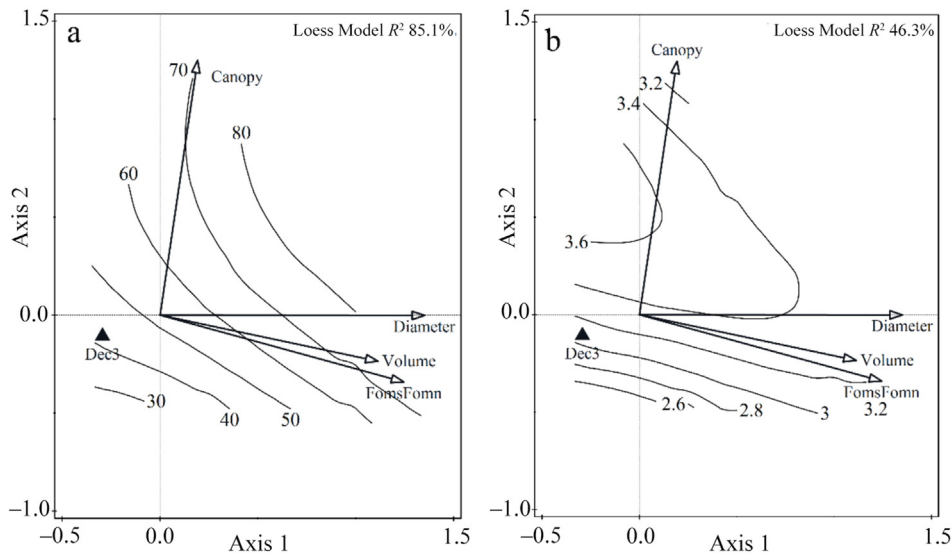 1.5
a
Loess Model R² 85.1%
70
Canopy
80
60
Axis 2
0.0
Diameter
Dec3
Volume
FomsFomn
30
40
50
–1.0
–0.5
0.0
Axis 1
1.5
1.5
b
Loess Model R² 46.3%
Canopy
3.2
3.4
3.6
Axis 2
0.0
Diameter
Dec3
Volume
FomsFomn
2.6
2.8
3
3.2
–1.0
–0.5
0.0
Axis 1
1.5